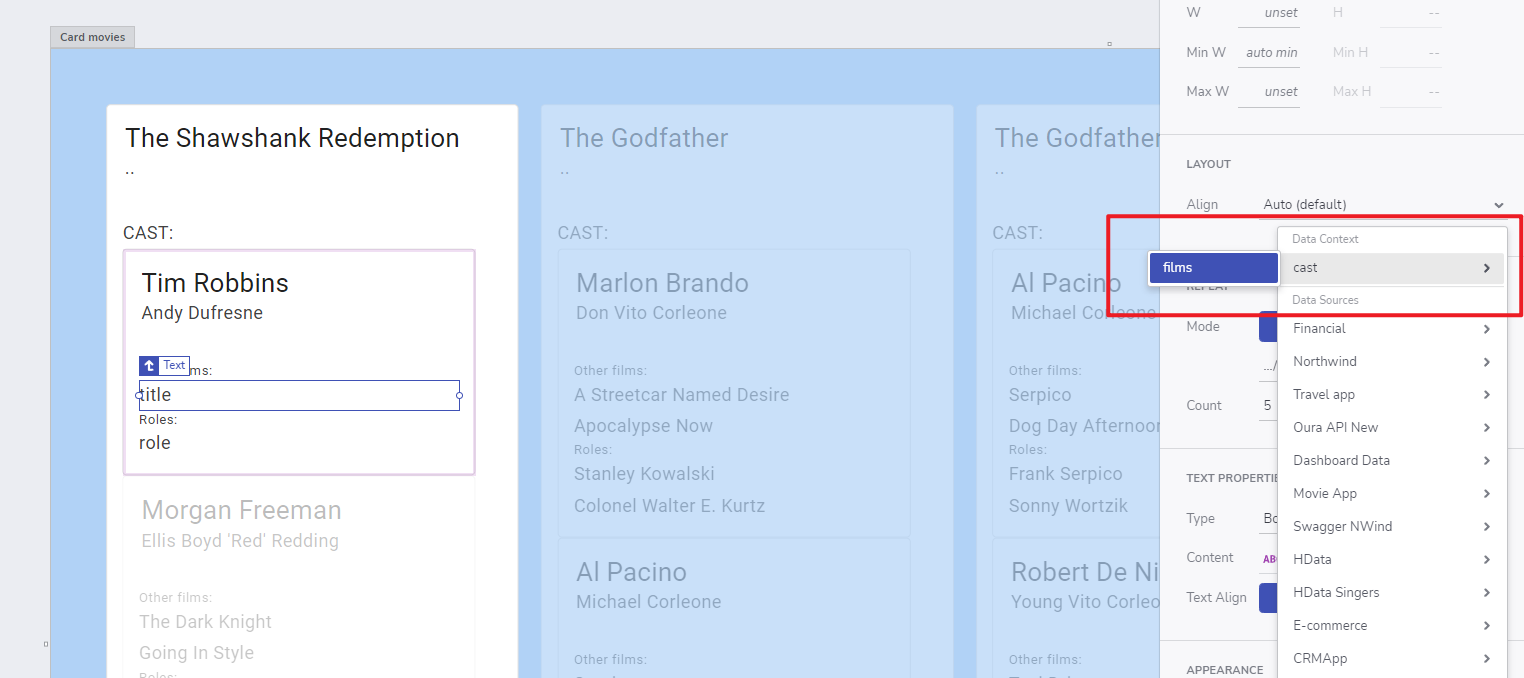 Card movies
The Shawshank Redemption
..
CAST:
Tim Robbins
Andy Dufresne
Text
ms:
title
Roles:
role
Morgan Freeman
Ellis Boyd 'Red' Redding
Other films:
The Dark Knight
Going In Style
Roles:
The Godfather
..
CAST:
Marlon Brando
Don Vito Corleone
Other films:
A Streetcar Named Desire
Apocalypse Now
Roles:
Stanley Kowalski
Colonel Walter E. Kurtz
Al Pacino
Michael Corleone
Other films:
The Godfather
..
CAST:
Al Pacino
Michael Corleone
Other films:
Serpico
Dog Day Afternoon
Roles:
Frank Serpico
Sonny Wortzik
Robert De Ni
Young Vito Corleo
Other films:
W unset H --
Min W auto min Min H --
Max W unset Max H --
LAYOUT
Align Auto (default)
REPEAT
Mode
.../
Count 5
TEXT PROPERTIE
Type Bo
Content AB
Text Align
APPEARANCE
films
Data Context
cast
Data Sources
Financial
Northwind
Travel app
Oura API New
Dashboard Data
Movie App
Swagger NWind
HData
HData Singers
E-commerce
CRMApp